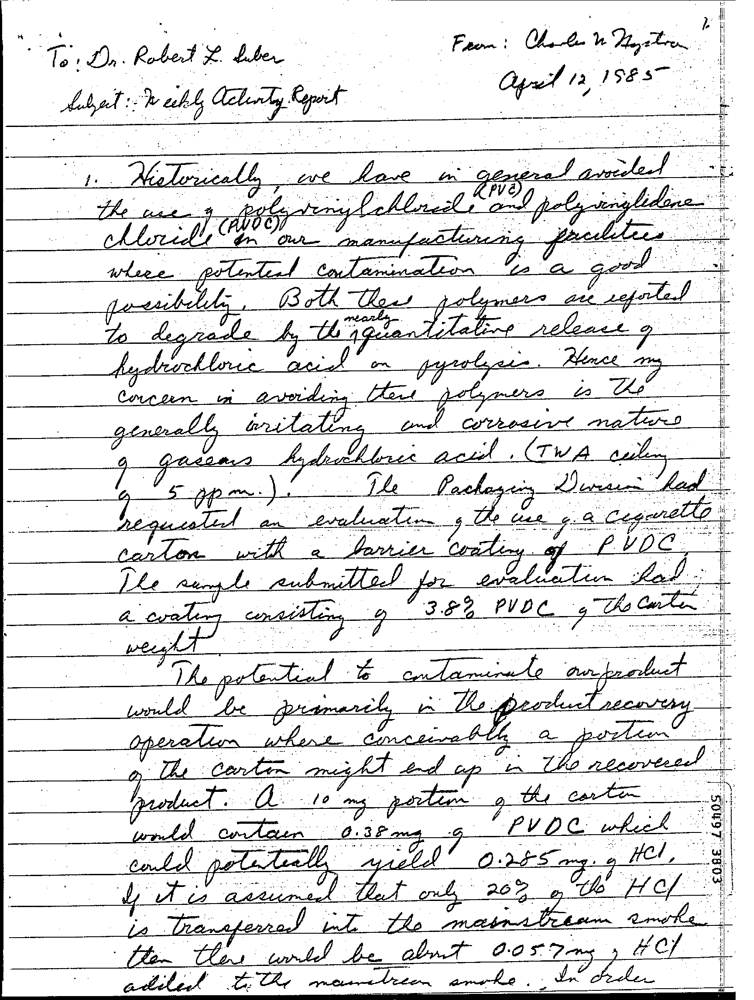 1.
To: Dr. Robert L. Suber
From: Charles N Nystrom
April 12, 1985
Subject: Weekly Activity Report
1. Historically, we have in general avoided
the use of polyvinylchloride (PVC) and polyvinylidene
chloride (PVDC) in our manufacturing facilities
where potential contamination is a good
possibility. Both these polymers are reported
to degrade by the nearly quantitative release of
hydrochloric acid on pyrolysis. Hence my
concern in avoiding these polymers is the
generally irritating and corrosive nature
of gaseous hydrochloric acid. (TWA ceiling
of 5 ppm.). The Packaging Division had
requested an evaluation of the use of a cigarette
carton with a barrier coating of PVDC.
The sample submitted for evaluation had
a coating consisting of 3.8% PVDC of the carton
weight
The potential to contaminate our product
would be primarily in the product recovery
operation where conceivably a portion
of the carton might end up in the recovered
product. A 10 mg portion of the carton
would contain 0.38 mg of PVDC which
could potentially yield 0.285 mg. of HCl.
If it is assumed that only 20% of the HCl
is transferred into the mainstream smoke
then there would be about 0.057 mg of HCl
added to the mainstream smoke. In order
50497 3803